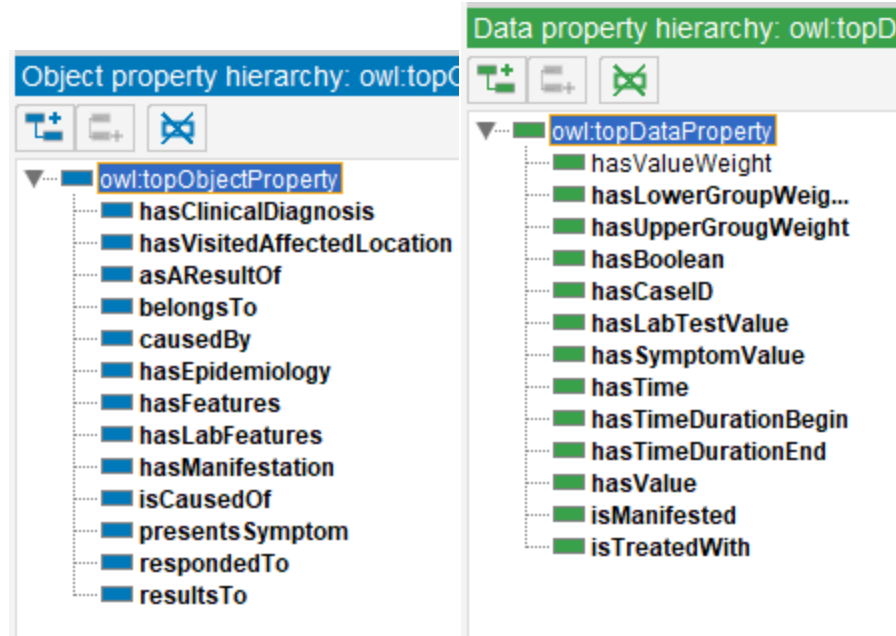 Object property hierarchy: owl:topO
owl:topObjectProperty
hasClinicalDiagnosis
hasVisitedAffectedLocation
asAResultOf
belongsTo
causedBy
hasEpidemiology
hasFeatures
hasLabFeatures
hasManifestation
isCausedOf
presentsSymptom
respondedTo
resultsTo
Data property hierarchy: owl:topD
owl:topDataProperty
hasValueWeight
hasLowerGroupWeig...
hasUpperGrougWeight
hasBoolean
hasCaseID
hasLabTestValue
hasSymptomValue
hasTime
hasTimeDurationBegin
hasTimeDurationEnd
hasValue
isManifested
isTreatedWith